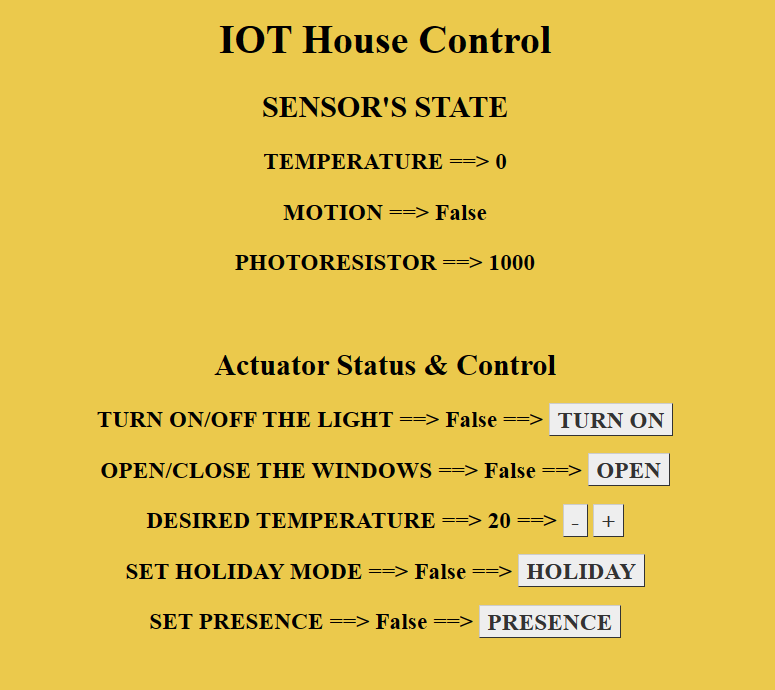 IOT House Control
SENSOR'S STATE
TEMPERATURE ==> 0
MOTION ==> False
PHOTORESISTOR ==> 1000
Actuator Status & Control
TURN ON/OFF THE LIGHT ==> False ==> TURN ON
OPEN/CLOSE THE WINDOWS ==> False ==> OPEN
DESIRED TEMPERATURE ==> 20 ==> - +
SET HOLIDAY MODE ==> False ==> HOLIDAY
SET PRESENCE ==> False ==> PRESENCE